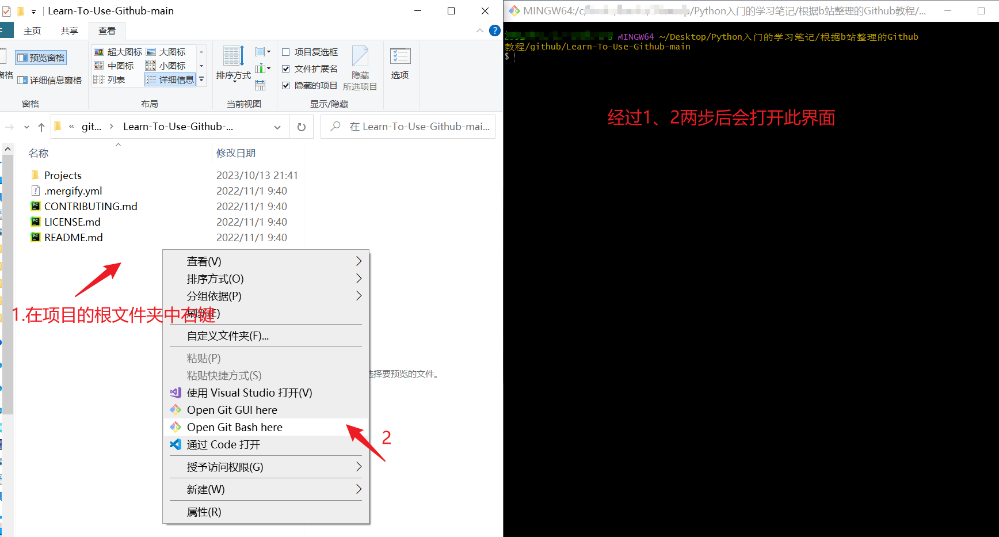 Learn-To-Use-Github-main
主页 共享 查看
预览窗格
详细信息窗格
窗格
超大图标 大图标
中图标 小图标
列表 详细信息
布局
排序方式
当前视图
项目复选框
文件扩展名
隐藏的项目
隐藏
所选项目
显示/隐藏
选项
« git... › Learn-To-Use-Github-...
在 Learn-To-Use-Github-mai...
名称 修改日期
Projects 2023/10/13 21:41
.mergify.yml 2022/11/1 9:40
CONTRIBUTING.md 2022/11/1 9:40
LICENSE.md 2022/11/1 9:40
README.md 2022/11/1 9:40
1.在项目的根文件夹中右键
查看(V)
排序方式(O)
分组依据(P)
刷新(E)
自定义文件夹(F)...
粘贴(P)
粘贴快捷方式(S)
使用 Visual Studio 打开(V)
Open Git GUI here
Open Git Bash here
通过 Code 打开
授予访问权限(G)
新建(W)
属性(R)
2
选择要预览的文件。
MINGW64:/c/
/Python入门的学习笔记/根据b站整理的Github教程/...
MINGW64 ~/Desktop/Python入门的学习笔记/根据b站整理的Github
教程/github/Learn-To-Use-Github-main
$
经过1、2两步后会打开此界面